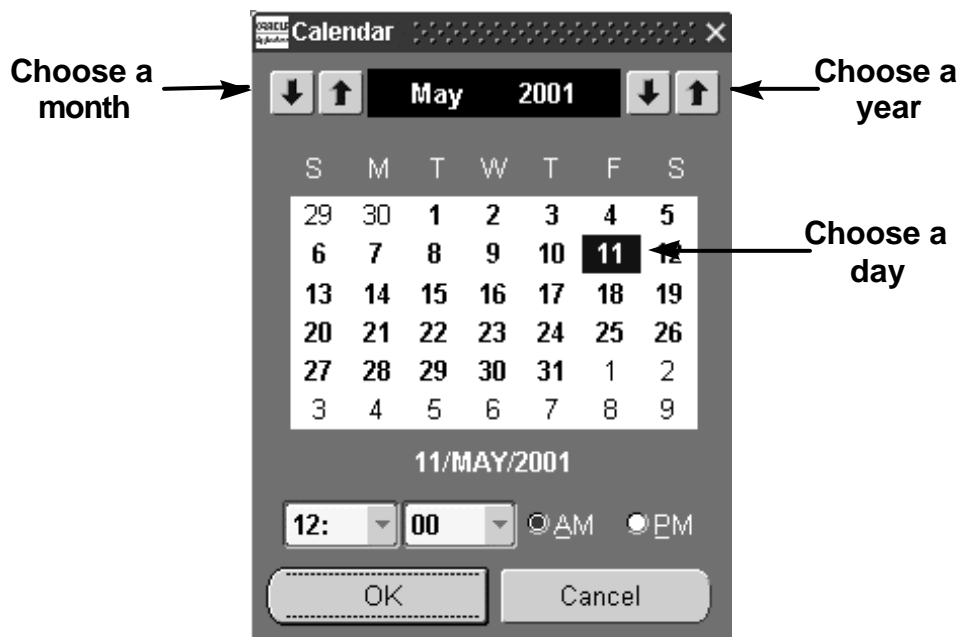 Calendar
Choose a
month
May 2001
Choose a
year
S M T W T F S
29 30 1 2 3 4 5
6 7 8 9 10 11 12
Choose a
day
13 14 15 16 17 18 19
20 21 22 23 24 25 26
27 28 29 30 31 1 2
3 4 5 6 7 8 9
11/MAY/2001
12: 00 AM PM
OK Cancel